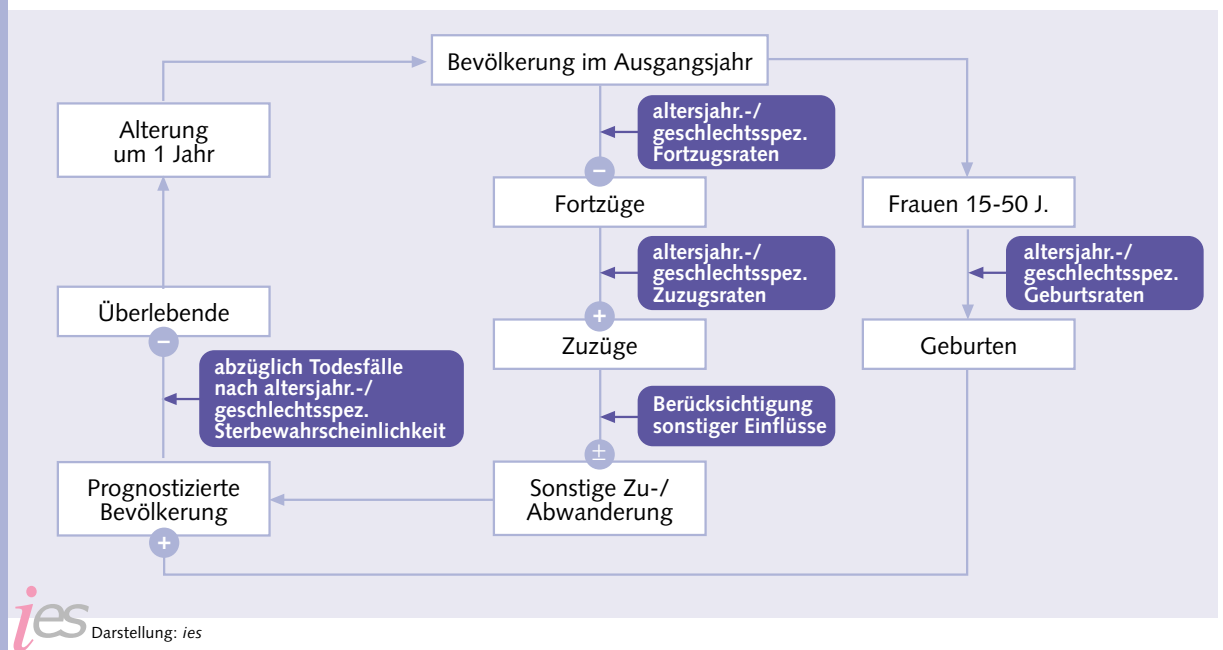 Bevölkerung im Ausgangsjahr
altersjahr.-/
geschlechtsspez.
Fortzugsraten
Alterung
um 1 Jahr
−
Fortzüge
Frauen 15-50 J.
altersjahr.-/
geschlechtsspez.
Zuzugsraten
altersjahr.-/
geschlechtsspez.
Geburtsraten
Überlebende
−
+
Zuzüge
Geburten
abzüglich Todesfälle
nach altersjahr.-/
geschlechtsspez.
Sterbewahrscheinlichkeit
Berücksichtigung
sonstiger Einflüsse
±
Prognostizierte
Bevölkerung
+
Sonstige Zu-/
Abwanderung
ies
Darstellung: ies